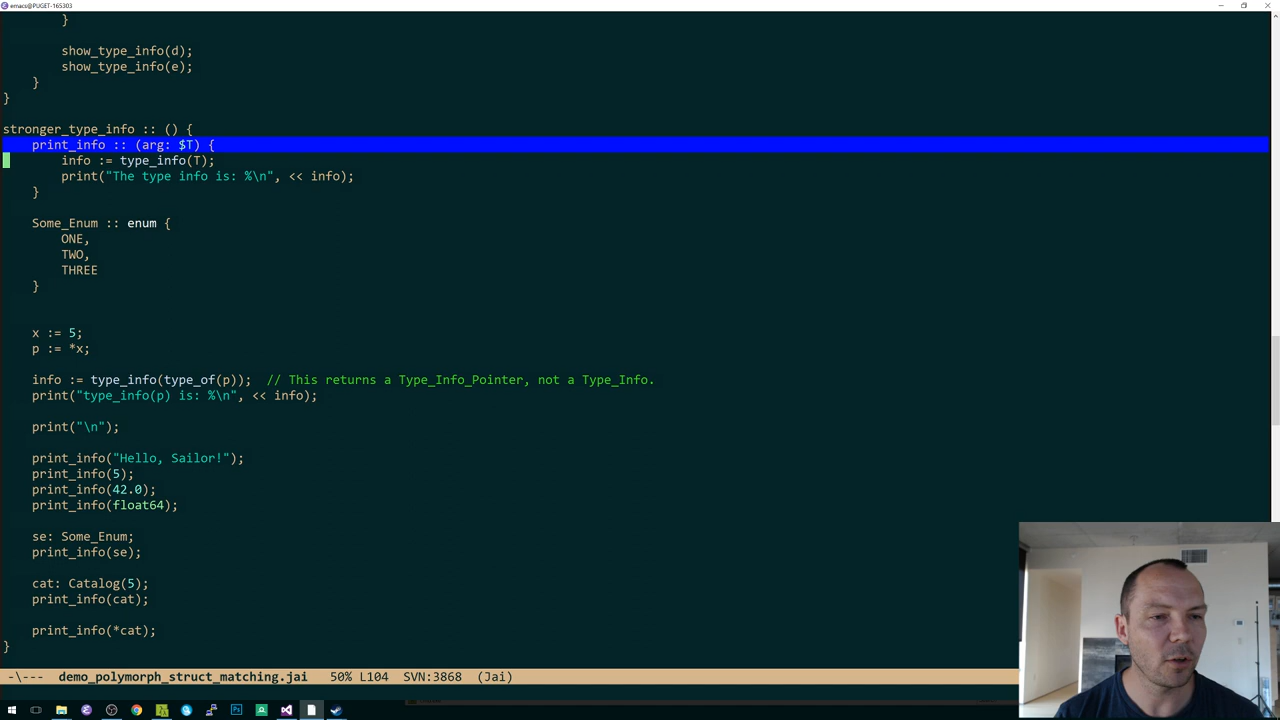 emacs@PUGET-165303
}
show_type_info(d);
show_type_info(e);
}
}
stronger_type_info :: () {
print_info :: (arg: $T) {
info := type_info(T);
print("The type info is: %\n", << info);
}
Some_Enum :: enum {
ONE,
TWO,
THREE
}
x := 5;
p := *x;
info := type_info(type_of(p));  // This returns a Type_Info_Pointer, not a Type_Info.
print("type_info(p) is: %\n", << info);
print("\n");
print_info("Hello, Sailor!");
print_info(5);
print_info(42.0);
print_info(float64);
se: Some_Enum;
print_info(se);
cat: Catalog(5);
print_info(cat);
print_info(*cat);
}
-\---  demo_polymorph_struct_matching.jai   50% L104  SVN:3868  (Jai)